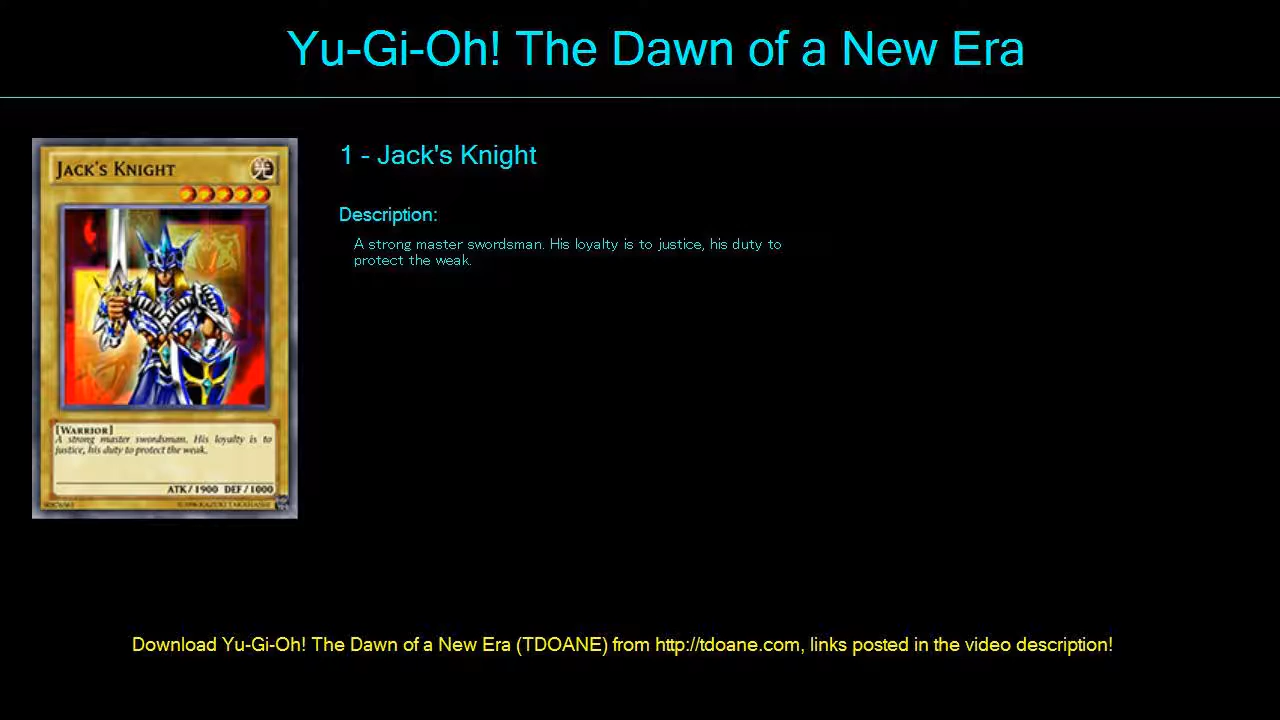 Yu-Gi-Oh! The Dawn of a New Era
JACK'S KNIGHT
光
[WARRIOR]
A strong master swordsman. His loyalty is to
justice, his duty to protect the weak.
ATK/1900 DEF/1000
1 - Jack's Knight
Description:
A strong master swordsman. His loyalty is to justice, his duty to
protect the weak.
Download Yu-Gi-Oh! The Dawn of a New Era (TDOANE) from http://tdoane.com, links posted in the video description!